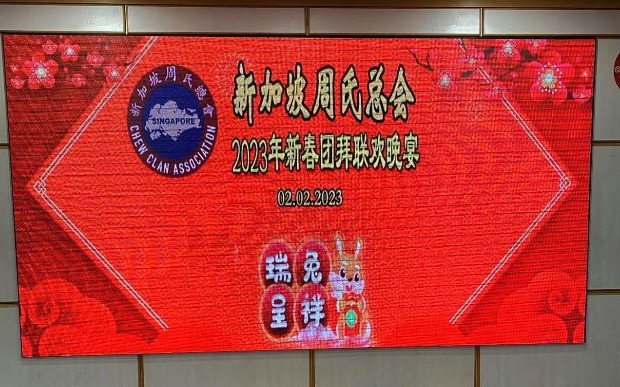 新加坡周氏總會
SINGAPORE
CHEW CLAN ASSOCIATION
新加坡周氏总会
2023年新春团拜联欢晚宴
02.02.2023
瑞兔
呈祥